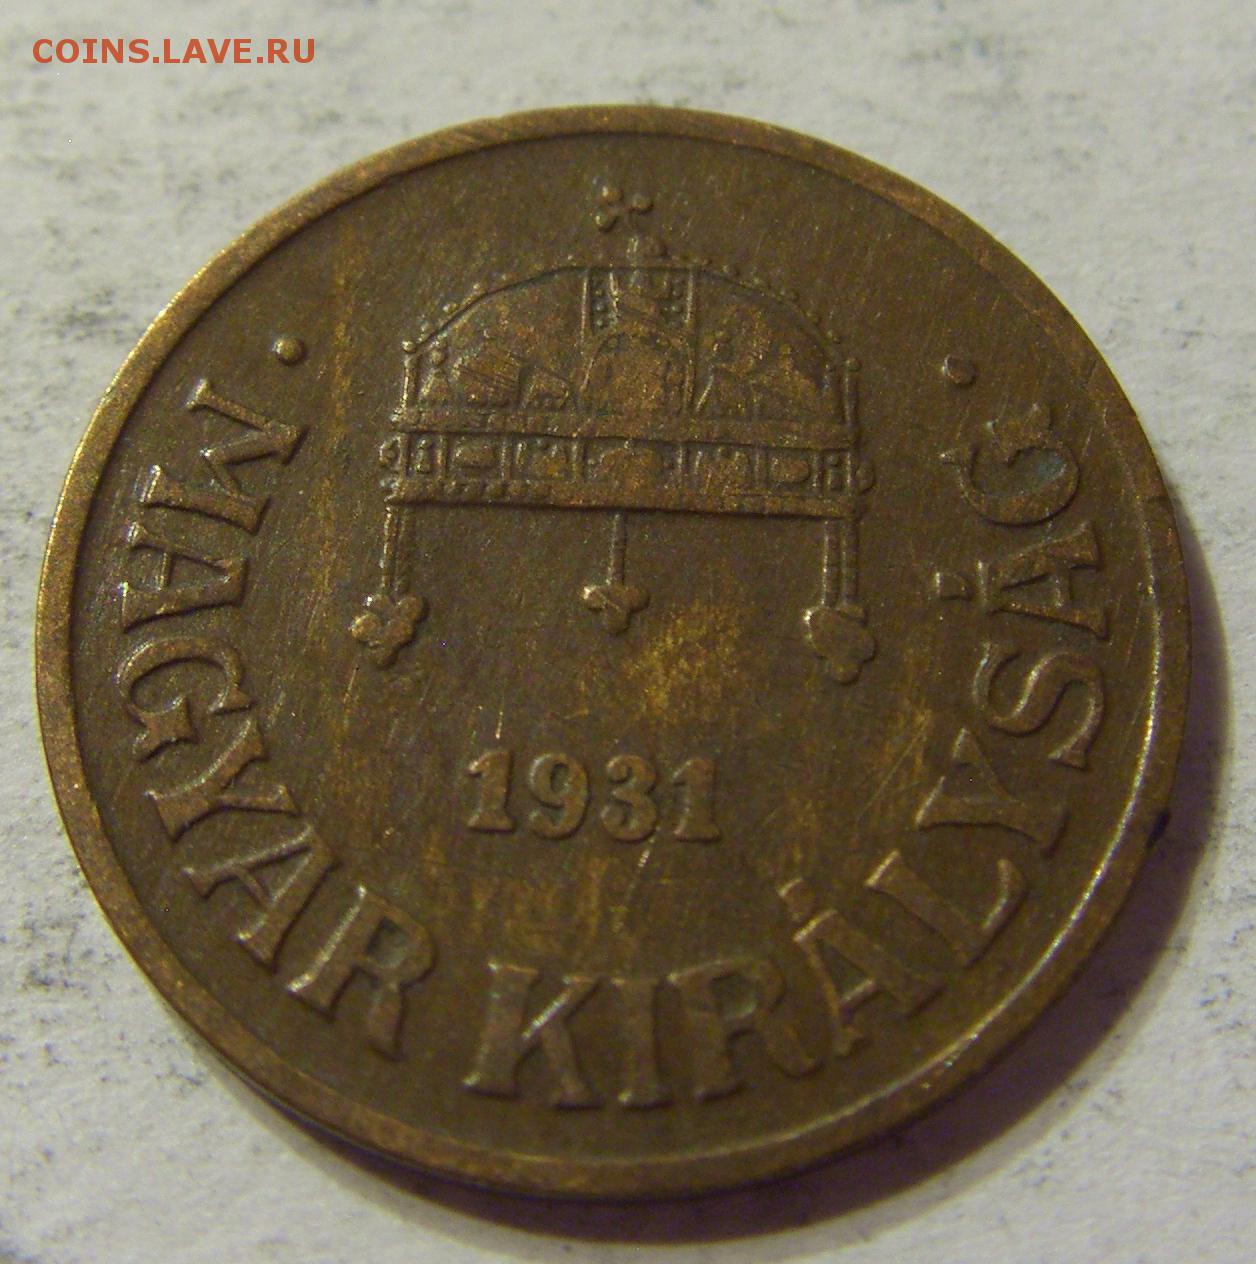 COINS.LAVE.RU
1931
· MAGYAR KIRÁLYSÁG ·